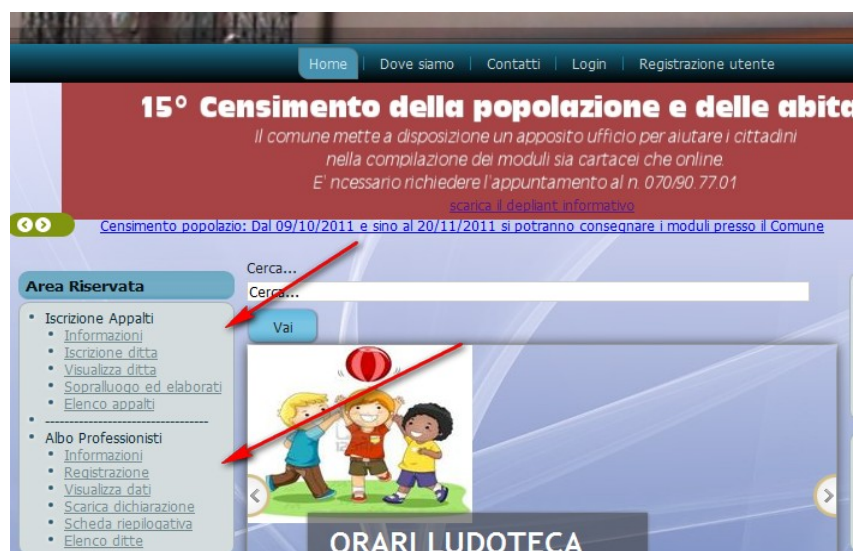 Home | Dove siamo | Contatti | Login | Registrazione utente
15° Censimento della popolazione e delle abita
Il comune mette a disposizione un apposito ufficio per aiutare i cittadini
nella compilazione dei moduli sia cartacei che online.
E' ncessario richiedere l'appuntamento al n. 070/90.77.01
scarica il depliant informativo
Censimento popolazio: Dal 09/10/2011 e sino al 20/11/2011 si potranno consegnare i moduli presso il Comune
Area Riservata
Iscrizione Appalti
Informazioni
Iscrizione ditta
Visualizza ditta
Sopralluogo ed elaborati
Elenco appalti
-----------------------------------
Albo Professionisti
Informazioni
Registrazione
Visualizza dati
Scarica dichiarazione
Scheda riepilogativa
Elenco ditte
Cerca...
Cerca...
Vai
ORARI LUDOTECA